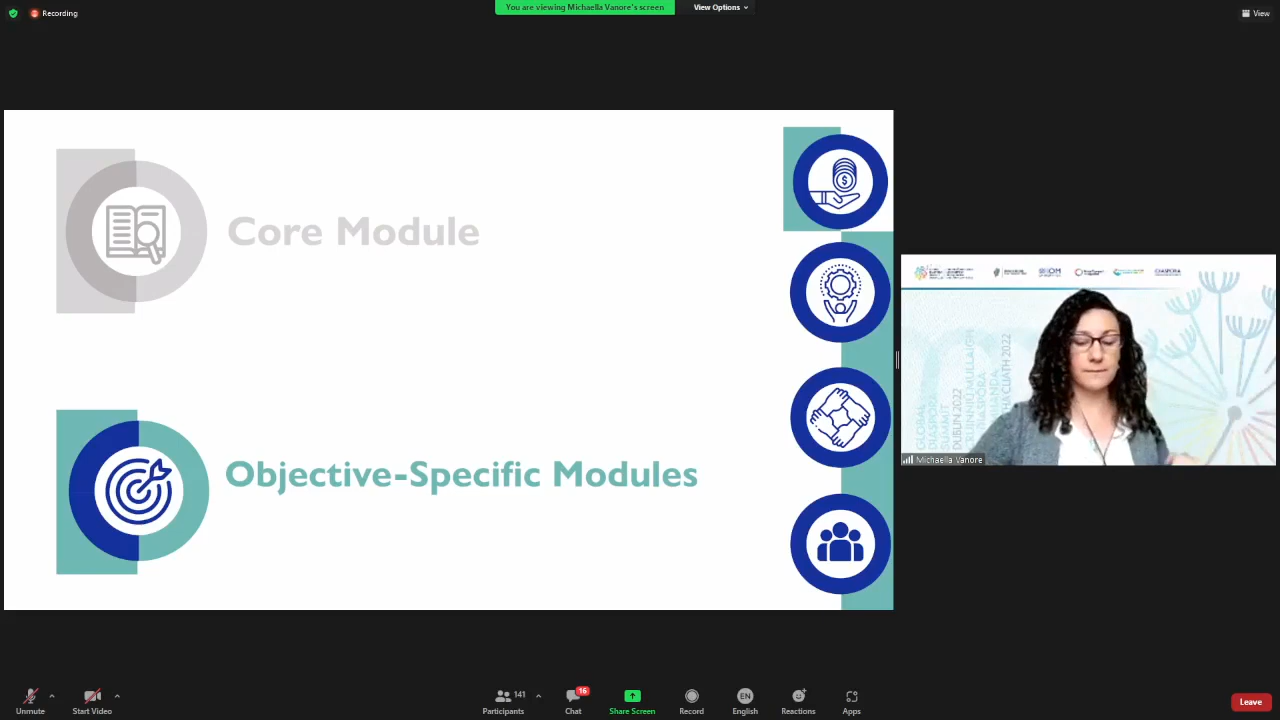 Recording
You are viewing Michaella Vanore's screen
View Options
View
Core Module
$
Objective-Specific Modules
GLOBAL
DIASPORA
SUMMIT
DUBLIN 2022
DIASPORA
Michaella Vanore
Unmute
Start Video
141
Participants
16
Chat
Share Screen
Record
EN
English
Reactions
Apps
Leave